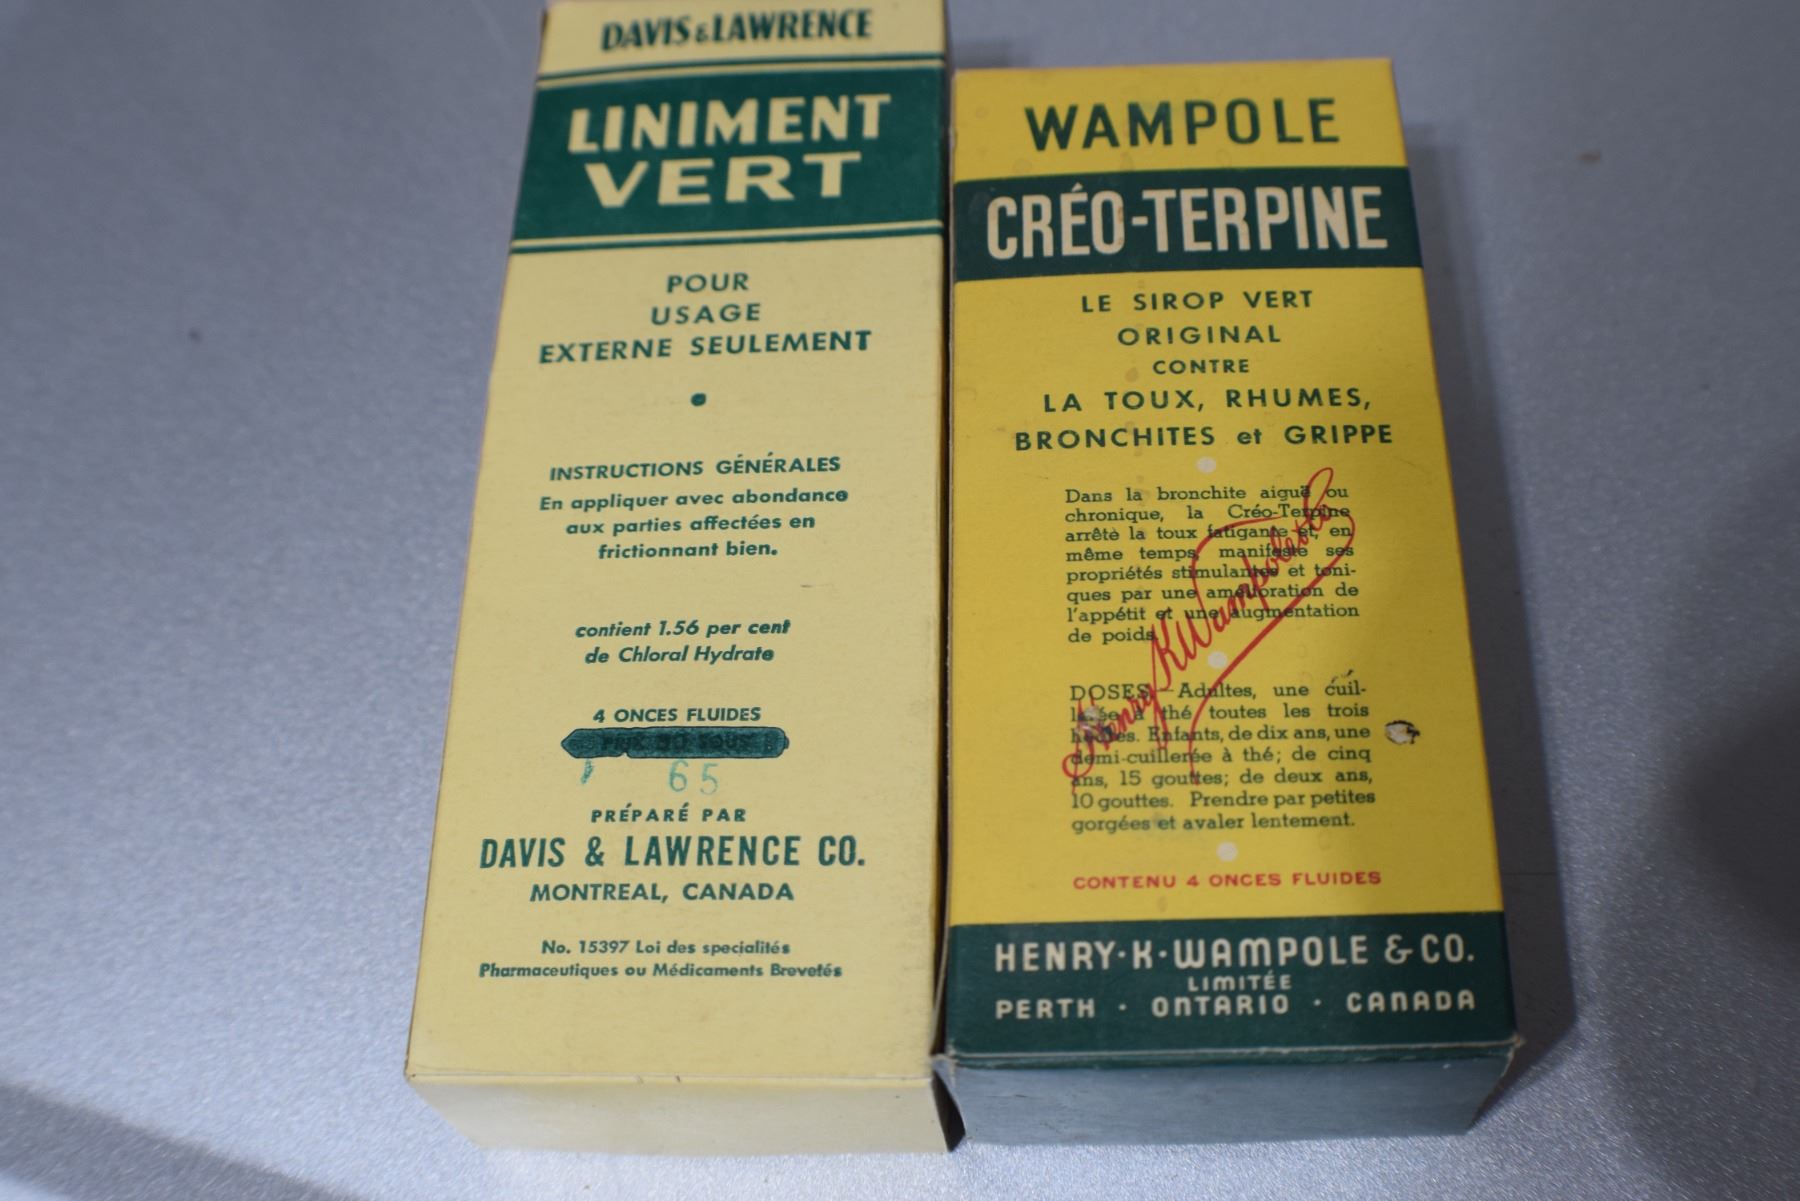 DAVIS & LAWRENCE
LINIMENT
VERT
POUR
USAGE
EXTERNE SEULEMENT
INSTRUCTIONS GÉNÉRALES
En appliquer avec abondance
aux parties affectées en
frictionnant bien.
contient 1.56 per cent
de Chloral Hydrate
4 ONCES FLUIDES
PRIX 50 SOUS
65
PRÉPARÉ PAR
DAVIS & LAWRENCE CO.
MONTREAL, CANADA
No. 15397 Loi des specialités
Pharmaceutiques ou Médicaments Brevetés
WAMPOLE
CRÉO-TERPINE
LE SIROP VERT
ORIGINAL
CONTRE
LA TOUX, RHUMES,
BRONCHITES et GRIPPE
Dans la bronchite aiguë ou
chronique, la Créo-Terpine
arrête la toux fatigante et, en
même temps, manifeste ses
propriétés stimulantes et toni-
ques par une amélioration de
l'appétit et une augmentation
de poids.
Henry K Wampole & Co
DOSES—Adultes, une cuil-
lerée à thé toutes les trois
heures. Enfants, de dix ans, une
demi-cuillerée à thé; de cinq
ans, 15 gouttes; de deux ans,
10 gouttes. Prendre par petites
gorgées et avaler lentement.
CONTENU 4 ONCES FLUIDES
HENRY·K·WAMPOLE & CO.
LIMITÉE
PERTH · ONTARIO · CANADA